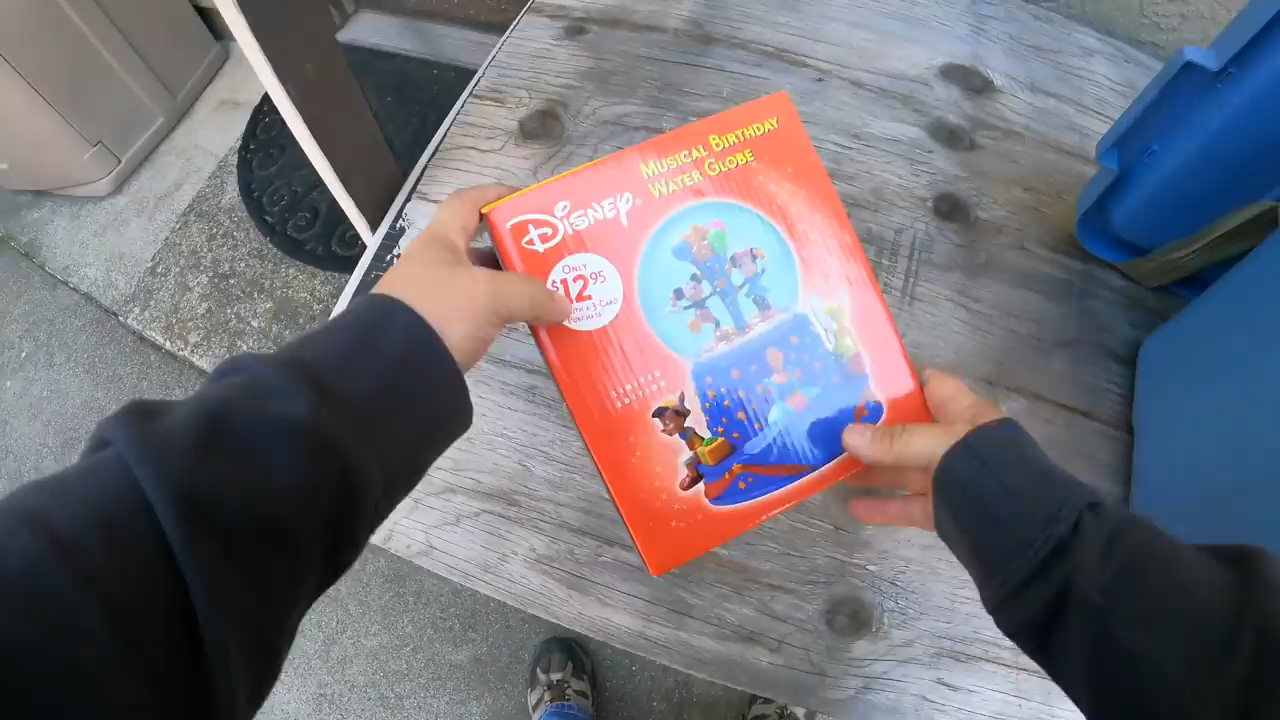 MUSICAL BIRTHDAY
WATER GLOBE
DISNEY®
ONLY
$12.95
WITH A 3-CARD
PURCHASE
LIMITED
EDITION